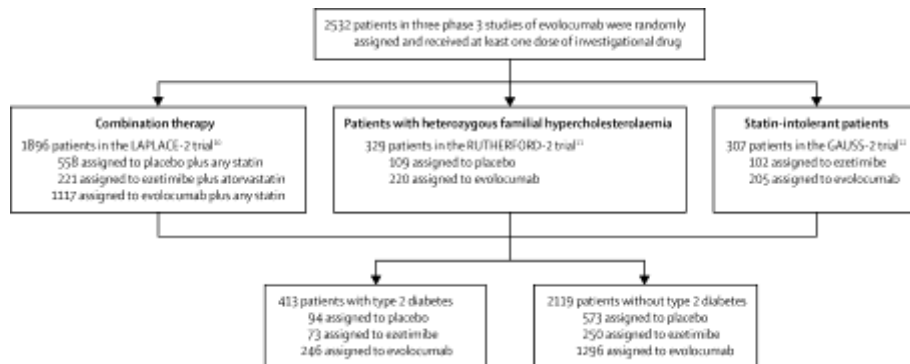 2532 patients in three phase 3 studies of evolocumab were randomly
assigned and received at least one dose of investigational drug
Combination therapy
1896 patients in the LAPLACE-2 trial¹⁰
558 assigned to placebo plus any statin
221 assigned to ezetimibe plus atorvastatin
1117 assigned to evolocumab plus any statin
Patients with heterozygous familial hypercholesterolaemia
329 patients in the RUTHERFORD-2 trial¹¹
109 assigned to placebo
220 assigned to evolocumab
Statin-intolerant patients
307 patients in the GAUSS-2 trial¹²
102 assigned to ezetimibe
205 assigned to evolocumab
413 patients with type 2 diabetes
94 assigned to placebo
73 assigned to ezetimibe
246 assigned to evolocumab
2119 patients without type 2 diabetes
573 assigned to placebo
250 assigned to ezetimibe
1296 assigned to evolocumab